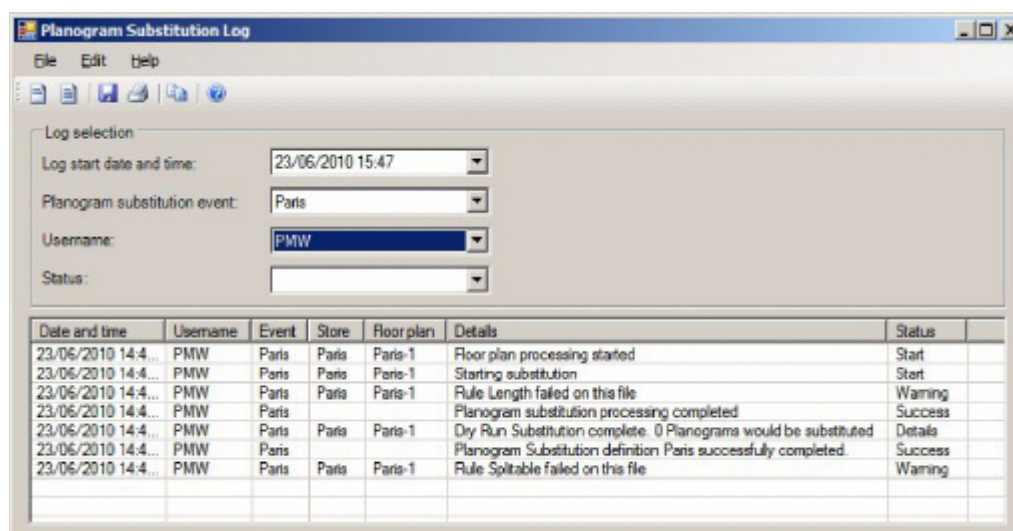 Planogram Substitution Log
File Edit Help
Log selection
Log start date and time: 23/06/2010 15:47
Planogram substitution event: Paris
Username: PMW
Status:
Date and time Username Event Store Floor plan Details Status
23/06/2010 14:4... PMW Paris Paris Paris-1 Floor plan processing started Start
23/06/2010 14:4... PMW Paris Paris Paris-1 Starting substitution Start
23/06/2010 14:4... PMW Paris Paris Paris-1 Rule Length failed on this file Warning
23/06/2010 14:4... PMW Paris Planogram substitution processing completed Success
23/06/2010 14:4... PMW Paris Paris Paris-1 Dry Run Substitution complete. 0 Planograms would be substituted Details
23/06/2010 14:4... PMW Paris Planogram Substitution definition Paris successfully completed. Success
23/06/2010 14:4... PMW Paris Paris Paris-1 Rule Splitable failed on this file Warning